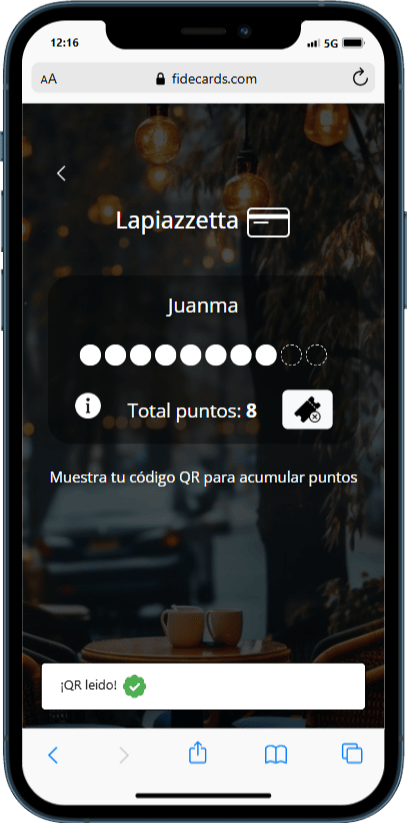 12:16
5G
AA
fidecards.com
Lapiazzetta
Juanma
Total puntos: 8
Muestra tu código QR para acumular puntos
¡QR leido!